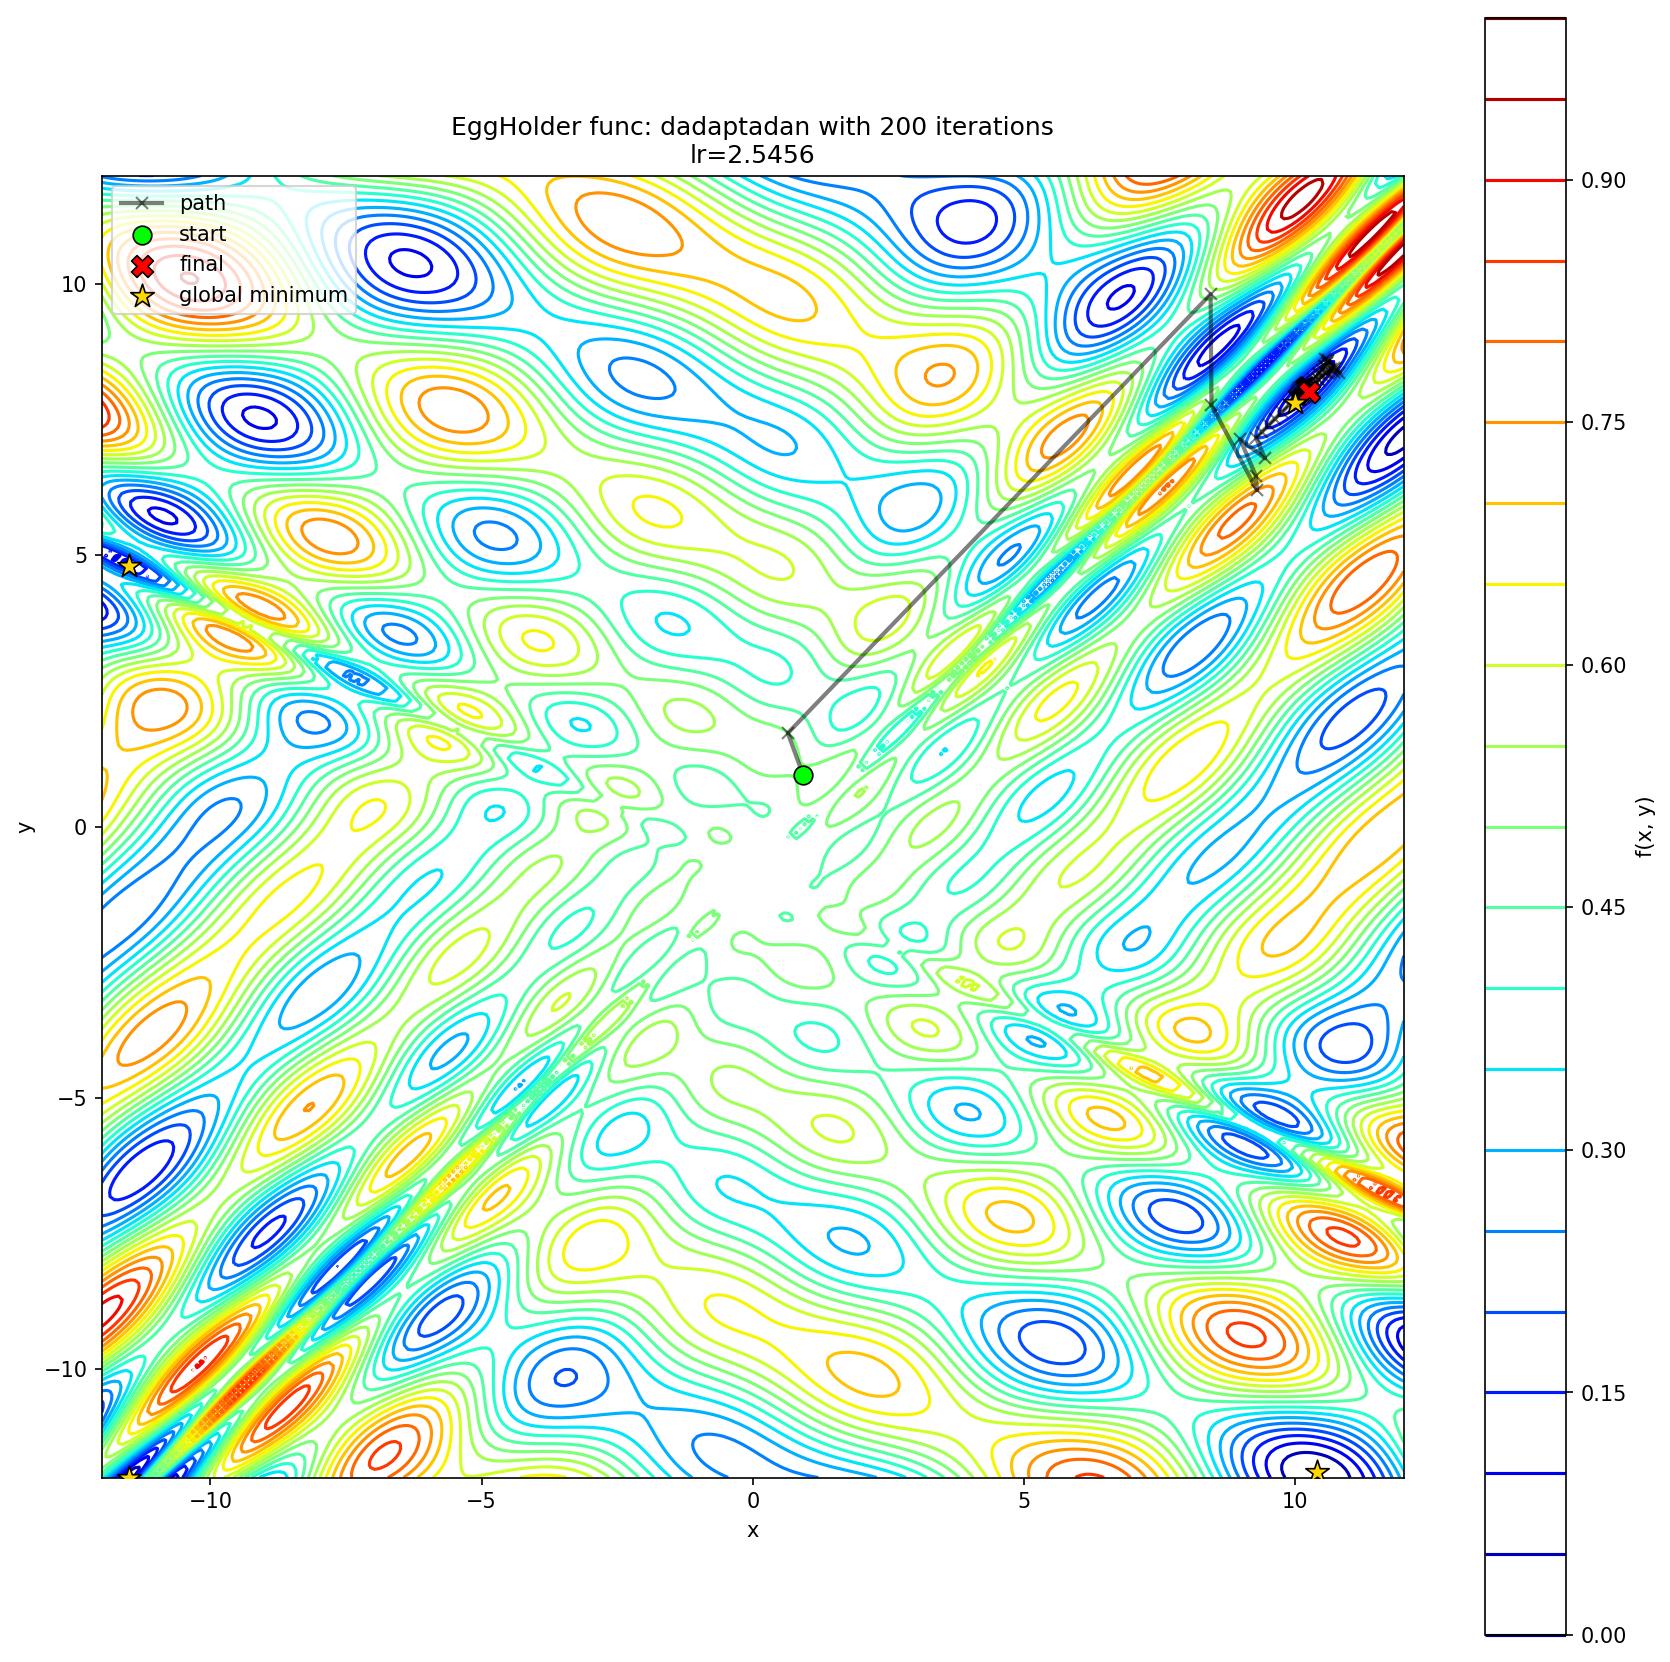 EggHolder func: dadaptadan with 200 iterations
lr=2.5456
path
start
final
global minimum
10
5
0
−5
−10
y
−10
−5
0
5
10
x
0.90
0.75
0.60
0.45
0.30
0.15
0.00
f(x, y)